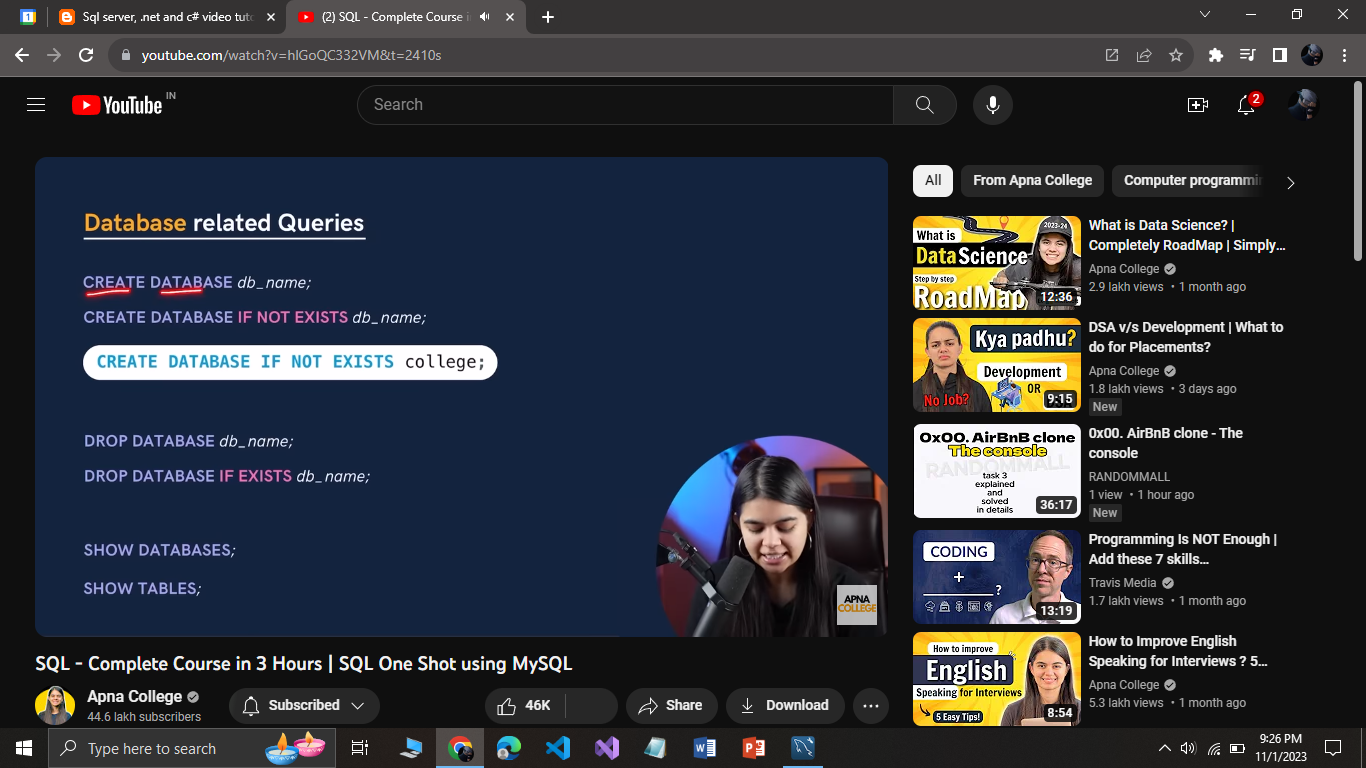 1
Sql server, .net and c# video tuto
(2) SQL - Complete Course in
youtube.com/watch?v=hlGoQC332VM&t=2410s
YouTube IN
Search
2
Database related Queries
CREATE DATABASE db_name;
CREATE DATABASE IF NOT EXISTS db_name;
CREATE DATABASE IF NOT EXISTS college;
DROP DATABASE db_name;
DROP DATABASE IF EXISTS db_name;
SHOW DATABASES;
SHOW TABLES;
APNA
COLLEGE
SQL - Complete Course in 3 Hours | SQL One Shot using MySQL
Apna College
44.6 lakh subscribers
Subscribed
46K
Share
Download
All
From Apna College
Computer programmin
2023-24
What is
Data Science
Step by step
RoadMap
12:36
What is Data Science? |
Completely RoadMap | Simply…
Apna College
2.9 lakh views • 1 month ago
Kya padhu?
Development
OR
No Job?
9:15
DSA v/s Development | What to
do for Placements?
Apna College
1.8 lakh views • 3 days ago
New
0x00. AirBnB clone
The console
RANDOMMALL
task 3
explained
and
solved
in details
36:17
0x00. AirBnB clone - The
console
RANDOMMALL
1 view • 1 hour ago
New
CODING
+
?
13:19
Programming Is NOT Enough |
Add these 7 skills…
Travis Media
1.7 lakh views • 1 month ago
How to improve
English
Speaking for Interviews
5 Easy Tips!
8:54
How to Improve English
Speaking for Interviews ? 5…
Apna College
5.3 lakh views • 1 month ago
Type here to search
9:26 PM
11/1/2023